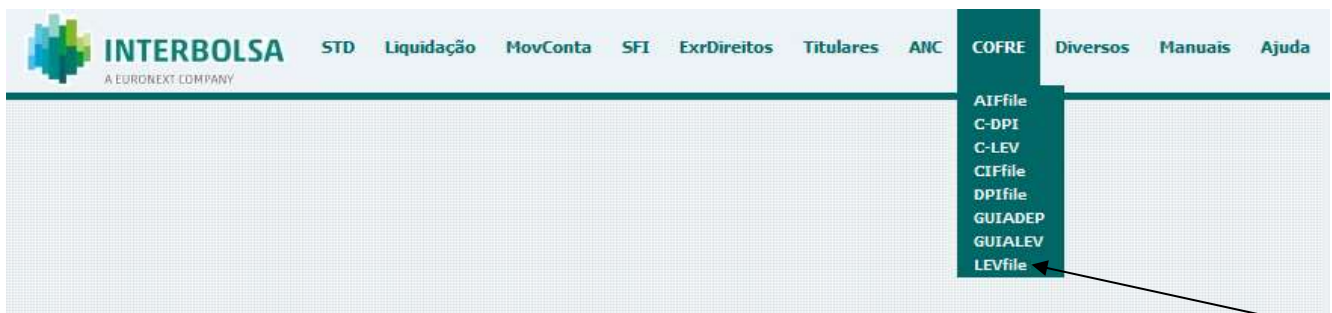 INTERBOLSA
A EURONEXT COMPANY
STD Liquidação MovConta SFI ExrDireitos Titulares ANC COFRE Diversos Manuais Ajuda
AIFfile
C-DPI
C-LEV
CIFfile
DPIfile
GUIADEP
GUIALEV
LEVfile